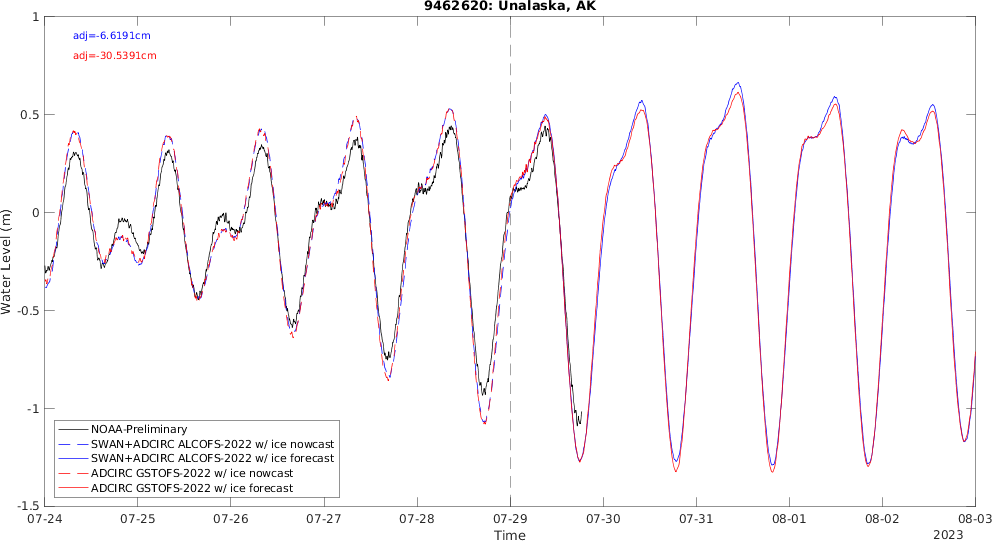 9462620: Unalaska, AK
adj=-6.6191cm
adj=-30.5391cm
1
0.5
0
-0.5
-1
-1.5
Water Level (m)
NOAA-Preliminary
SWAN+ADCIRC ALCOFS-2022 w/ ice nowcast
SWAN+ADCIRC ALCOFS-2022 w/ ice forecast
ADCIRC GSTOFS-2022 w/ ice nowcast
ADCIRC GSTOFS-2022 w/ ice forecast
07-24 07-25 07-26 07-27 07-28 07-29 07-30 07-31 08-01 08-02 08-03
Time
2023